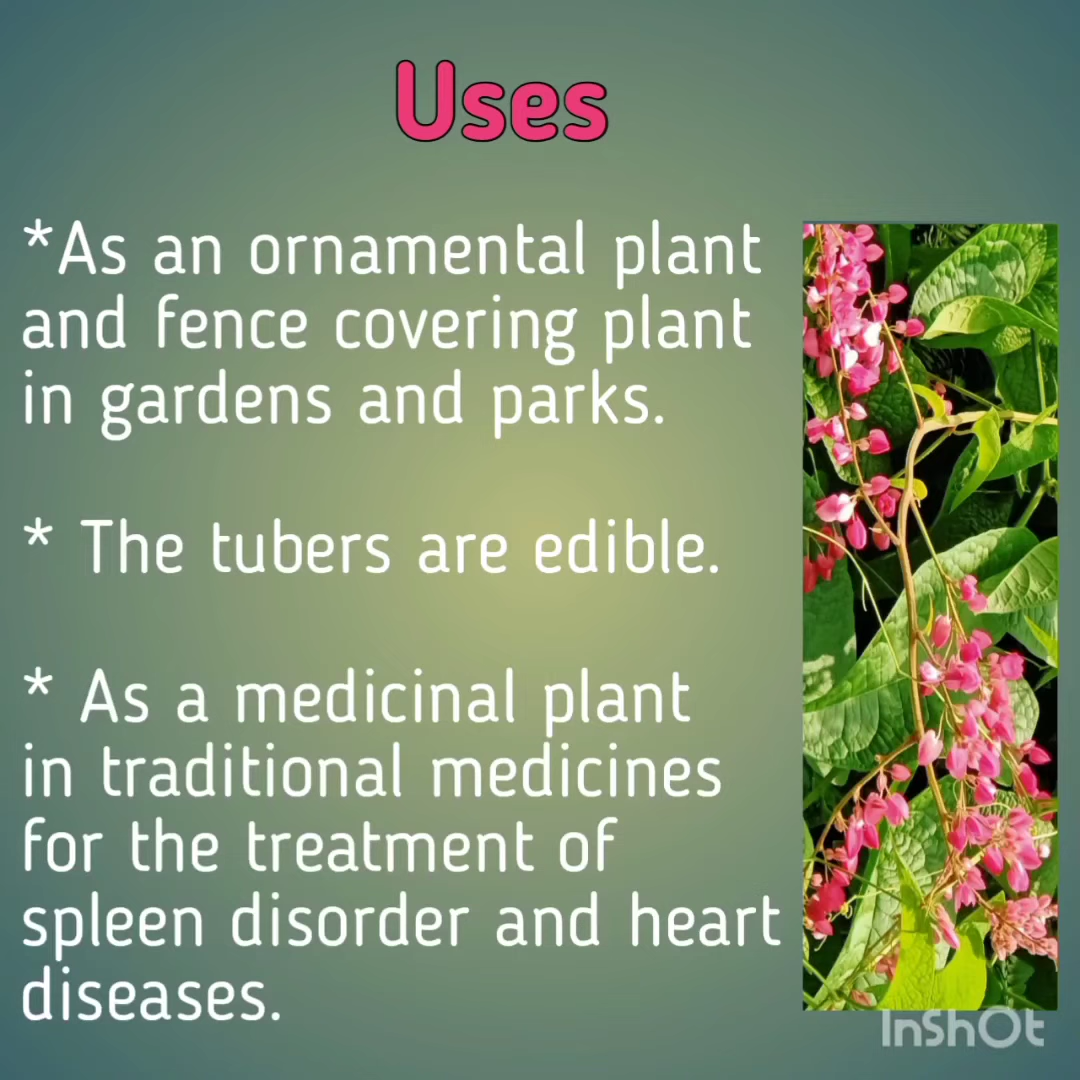 Uses
*As an ornamental plant
and fence covering plant
in gardens and parks.
* The tubers are edible.
* As a medicinal plant
in traditional medicines
for the treatment of
spleen disorder and heart
diseases.
InShOt